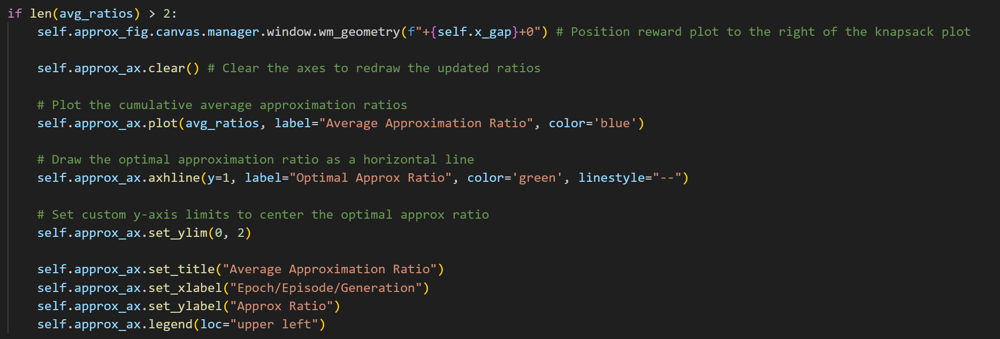 if len(avg_ratios) > 2:
    self.approx_fig.canvas.manager.window.wm_geometry(f"+{self.x_gap}+0") # Position reward plot to the right of the knapsack plot
    self.approx_ax.clear() # Clear the axes to redraw the updated ratios
    # Plot the cumulative average approximation ratios
    self.approx_ax.plot(avg_ratios, label="Average Approximation Ratio", color='blue')
    # Draw the optimal approximation ratio as a horizontal line
    self.approx_ax.axhline(y=1, label="Optimal Approx Ratio", color='green', linestyle="--")
    # Set custom y-axis limits to center the optimal approx ratio
    self.approx_ax.set_ylim(0, 2)
    self.approx_ax.set_title("Average Approximation Ratio")
    self.approx_ax.set_xlabel("Epoch/Episode/Generation")
    self.approx_ax.set_ylabel("Approx Ratio")
    self.approx_ax.legend(loc="upper left")